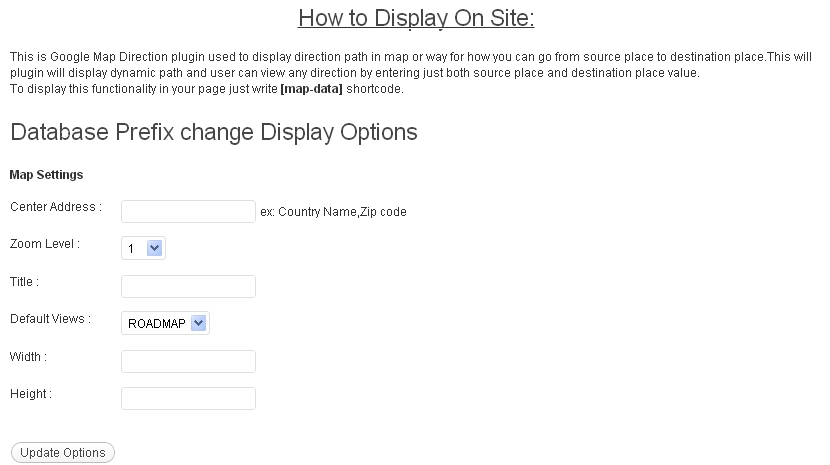 How to Display On Site:
This is Google Map Direction plugin used to display direction path in map or way for how you can go from source place to destination place.This will
plugin will display dynamic path and user can view any direction by entering just both source place and destination place value.
To display this functionality in your page just write [map-data] shortcode.
Database Prefix change Display Options
Map Settings
Center Address : ex: Country Name,Zip code
Zoom Level : 1
Title :
Default Views : ROADMAP
Width :
Height :
Update Options